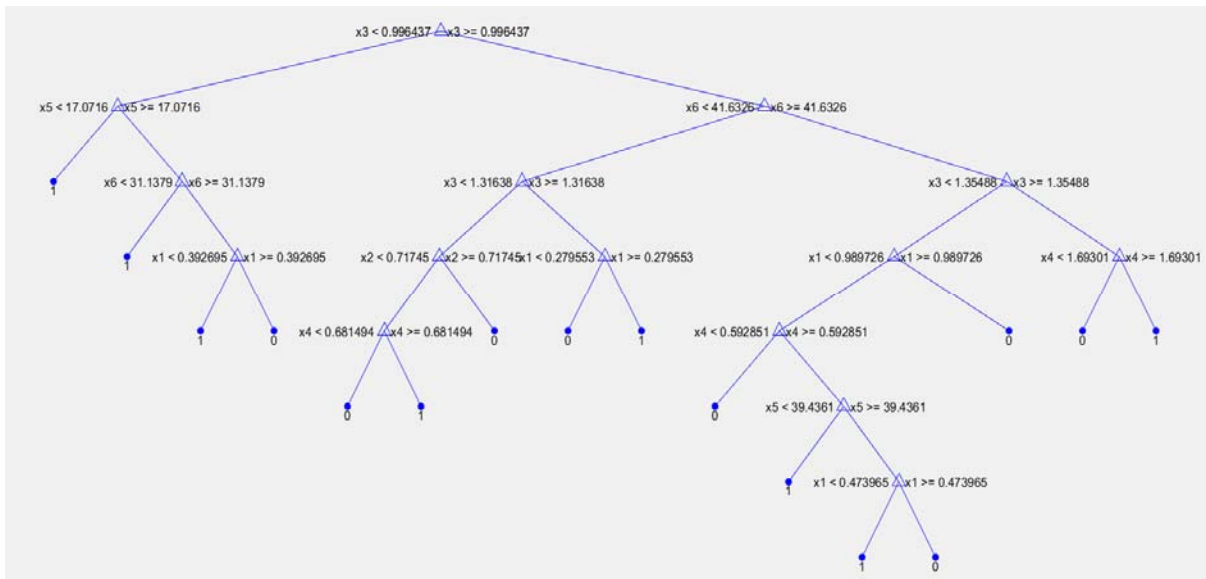 x3 < 0.996437 x3 >= 0.996437
x5 < 17.0716 x5 >= 17.0716 x6 < 41.6326 x6 >= 41.6326
1 x6 < 31.1379 x6 >= 31.1379 x3 < 1.31638 x3 >= 1.31638 x3 < 1.35488 x3 >= 1.35488
1 x1 < 0.392695 x1 >= 0.392695 x2 < 0.71745 x2 >= 0.71745 x1 < 0.279553 x1 >= 0.279553 x1 < 0.989726 x1 >= 0.989726 x4 < 1.69301 x4 >= 1.69301
1 0 x4 < 0.681494 x4 >= 0.681494 0 0 1 x4 < 0.592851 x4 >= 0.592851 0 0 1
0 1 0 x5 < 39.4361 x5 >= 39.4361
1 x1 < 0.473965 x1 >= 0.473965
1 0